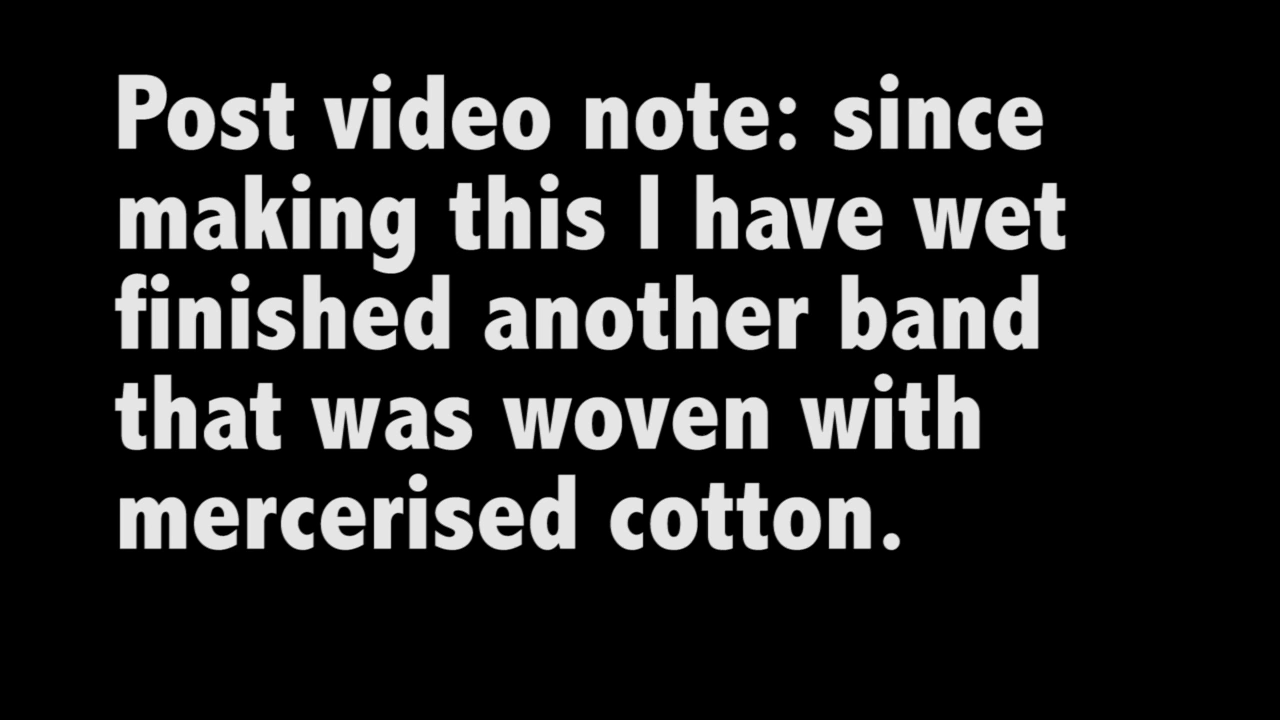 Post video note: since
making this I have wet
finished another band
that was woven with
mercerised cotton.